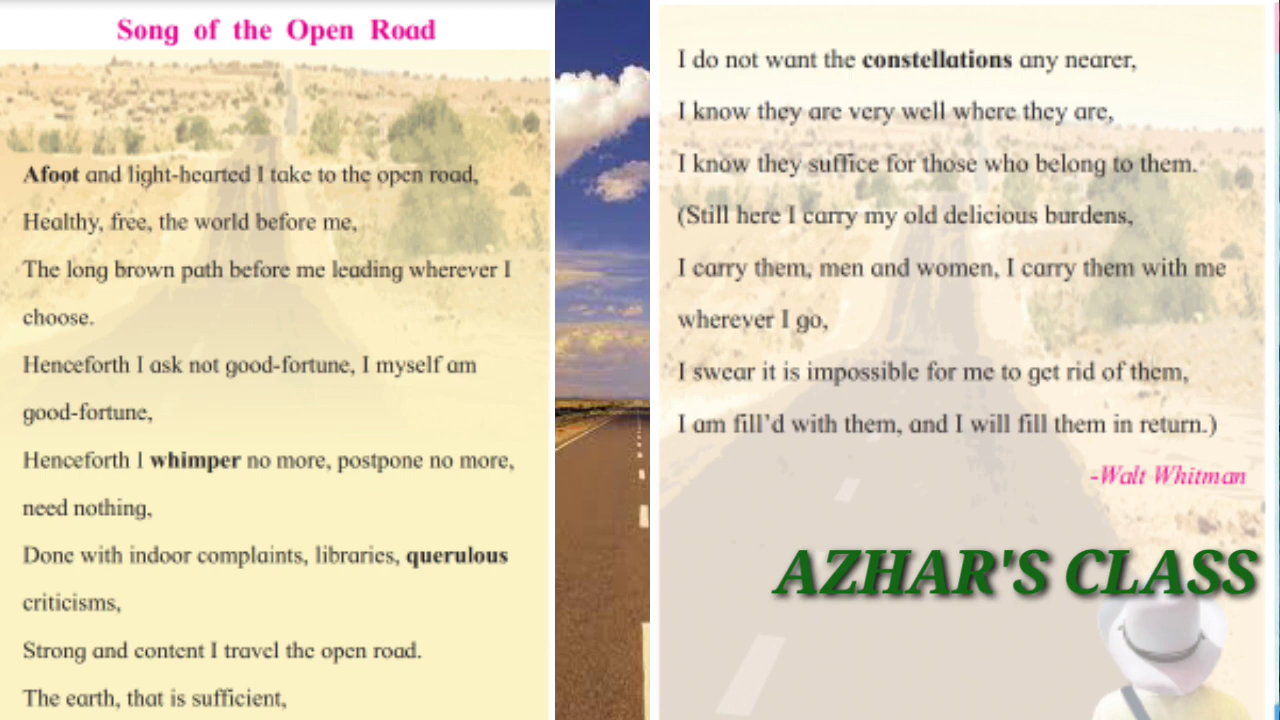 Song of the Open Road
Afoot and light-hearted I take to the open road,
Healthy, free, the world before me,
The long brown path before me leading wherever I
choose.
Henceforth I ask not good-fortune, I myself am
good-fortune,
Henceforth I whimper no more, postpone no more,
need nothing,
Done with indoor complaints, libraries, querulous
criticisms,
Strong and content I travel the open road.
The earth, that is sufficient,
I do not want the constellations any nearer,
I know they are very well where they are,
I know they suffice for those who belong to them.
(Still here I carry my old delicious burdens,
I carry them, men and women, I carry them with me
wherever I go,
I swear it is impossible for me to get rid of them,
I am fill'd with them, and I will fill them in return.)
-Walt Whitman
AZHAR'S CLASS